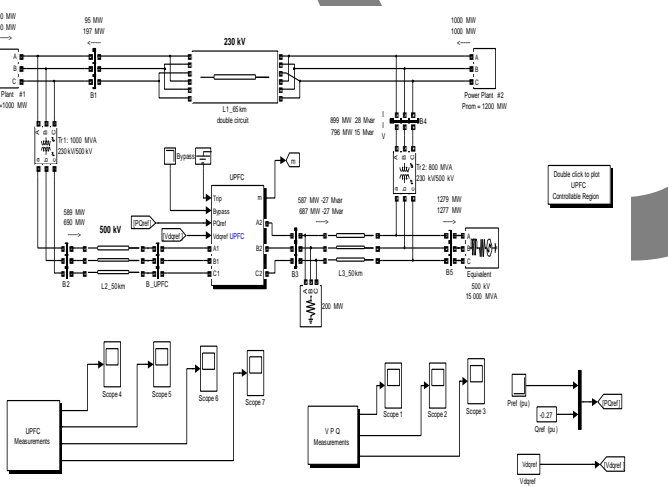 0 MW
0 MW
95 MW
197 MW
230 kV
1000 MW
1000 MW
A
B
C
Plant #1
=1000 MW
B1
L1_65km
double circuit
A
B
C
Power Plant #2
Pnom = 1200 MW
A B C
Tr1: 1000 MVA
230 kV/500 kV
a b c
Bypass
m
899 MW 28 Mvar
796 MW 15 Mvar
I
I
V
B4
A B C
Tr2: 800 MVA
230 kV/500 kV
a b c
Double click to plot
UPFC
Controllable Region
UPFC
Trip
Bypass
PQref
Vdqref UPFC
m
A1
B1
C1
A2
B2
C2
[PQref]
[Vdqref]
589 MW
690 MW
500 kV
587 MW -27 Mvar
687 MW -27 Mvar
1279 MW
1277 MW
B2
L2_50km
B_UPFC
B3
L3_50km
B5
A
B
C
Equivalent
500 kV
15 000 MVA
A B C
200 MW
UPFC
Measurements
Scope 4
Scope 5
Scope 6
Scope 7
V P Q
Measurements
Scope 1
Scope 2
Scope 3
Pref (pu)
-0.27
Qref (pu)
[PQref]
Vdqref
Vdqref
[Vdqref]